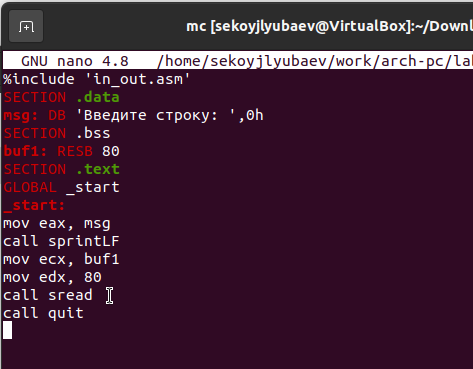 mc [sekoyjlyubaev@VirtualBox]:~/Downl
GNU nano 4.8 /home/sekoyjlyubaev/work/arch-pc/lab
%include 'in_out.asm'
SECTION .data
msg: DB 'Введите строку: ',0h
SECTION .bss
buf1: RESB 80
SECTION .text
GLOBAL _start
_start:
mov eax, msg
call sprintLF
mov ecx, buf1
mov edx, 80
call sread
call quit